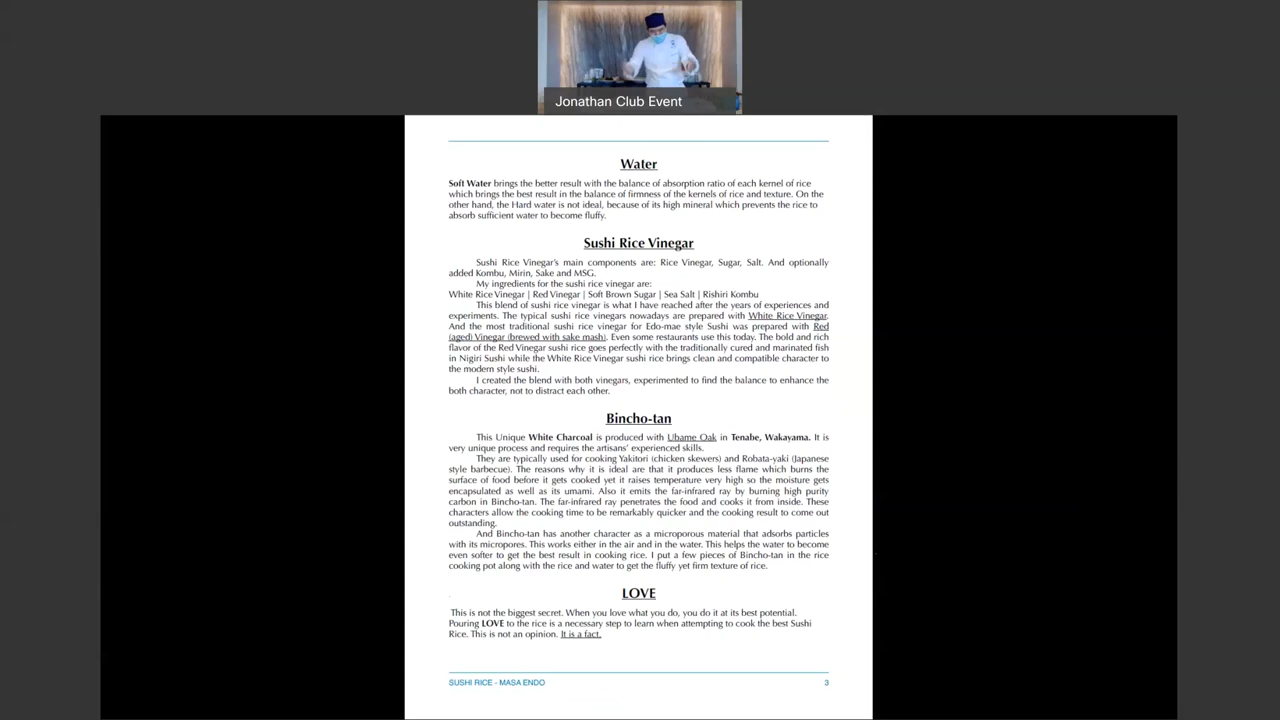 Jonathan Club Event
Water
Soft Water brings the better result with the balance of absorption ratio of each kernel of rice
which brings the best result in the balance of firmness of the kernels of rice and texture. On the
other hand, the Hard water is not ideal, because of its high mineral which prevents the rice to
absorb sufficient water to become fluffy.
Sushi Rice Vinegar
Sushi Rice Vinegar's main components are: Rice Vinegar, Sugar, Salt. And optionally
added Kombu, Mirin, Sake and MSG.
My ingredients for the sushi rice vinegar are:
White Rice Vinegar | Red Vinegar | Soft Brown Sugar | Sea Salt | Rishiri Kombu
This blend of sushi rice vinegar is what I have reached after the years of experiences and
experiments. The typical sushi rice vinegars nowadays are prepared with White Rice Vinegar.
And the most traditional sushi rice vinegar for Edo-mae style Sushi was prepared with Red
(aged) Vinegar (brewed with sake mash). Even some restaurants use this today. The bold and rich
flavor of the Red Vinegar sushi rice goes perfectly with the traditionally cured and marinated fish
in Nigiri Sushi while the White Rice Vinegar sushi rice brings clean and compatible character to
the modern style sushi.
I created the blend with both vinegars, experimented to find the balance to enhance the
both character, not to distract each other.
Bincho-tan
This Unique White Charcoal is produced with Ubame Oak in Tenabe, Wakayama. It is
very unique process and requires the artisans' experienced skills.
They are typically used for cooking Yakitori (chicken skewers) and Robata-yaki (Japanese
style barbecue). The reasons why it is ideal are that it produces less flame which burns the
surface of food before it gets cooked yet it raises temperature very high so the moisture gets
encapsulated as well as its umami. Also it emits the far-infrared ray by burning high purity
carbon in Bincho-tan. The far-infrared ray penetrates the food and cooks it from inside. These
characters allow the cooking time to be remarkably quicker and the cooking result to come out
outstanding.
And Bincho-tan has another character as a microporous material that adsorbs particles
with its micropores. This works either in the air and in the water. This helps the water to become
even softer to get the best result in cooking rice. I put a few pieces of Bincho-tan in the rice
cooking pot along with the rice and water to get the fluffy yet firm texture of rice.
LOVE
This is not the biggest secret. When you love what you do, you do it at its best potential.
Pouring LOVE to the rice is a necessary step to learn when attempting to cook the best Sushi
Rice. This is not an opinion. It is a fact.
SUSHI RICE - MASA ENDO 3